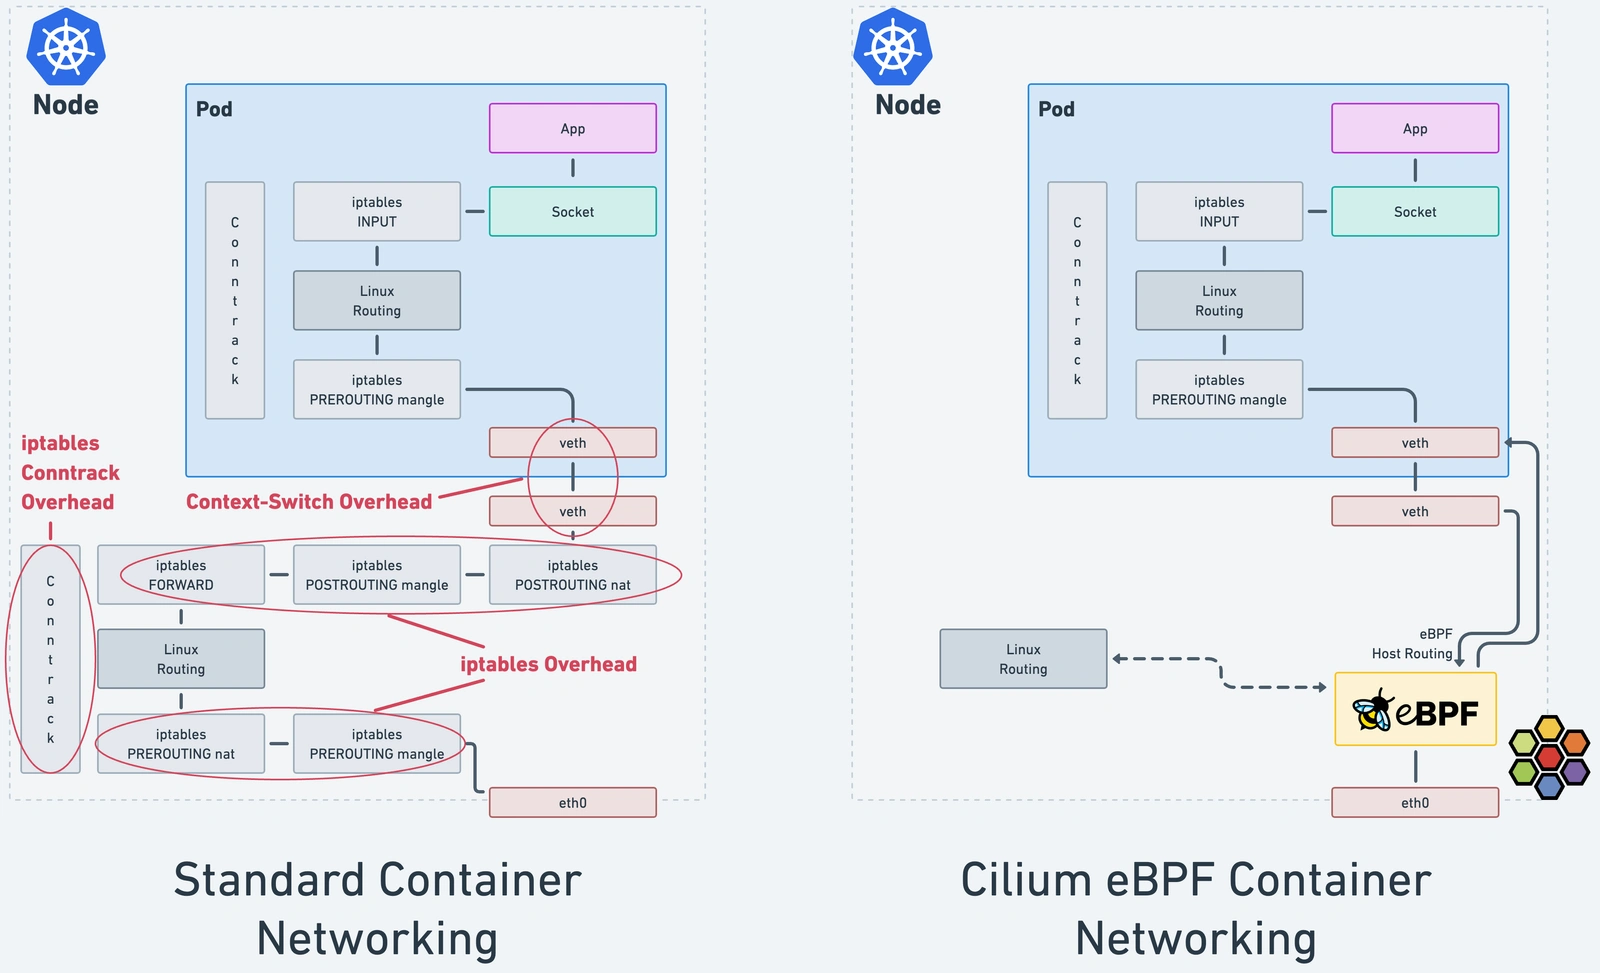 Node
Pod
App
Conntrack
iptables
INPUT
Socket
Linux
Routing
iptables
PREROUTING mangle
veth
iptables
Conntrack
Overhead
Context-Switch Overhead
veth
Conntrack
iptables
FORWARD
iptables
POSTROUTING mangle
iptables
POSTROUTING nat
Linux
Routing
iptables Overhead
iptables
PREROUTING nat
iptables
PREROUTING mangle
eth0
Standard Container
Networking
Node
Pod
App
Conntrack
iptables
INPUT
Socket
Linux
Routing
iptables
PREROUTING mangle
veth
veth
eBPF
Host Routing
Linux
Routing
eBPF
eth0
Cilium eBPF Container
Networking